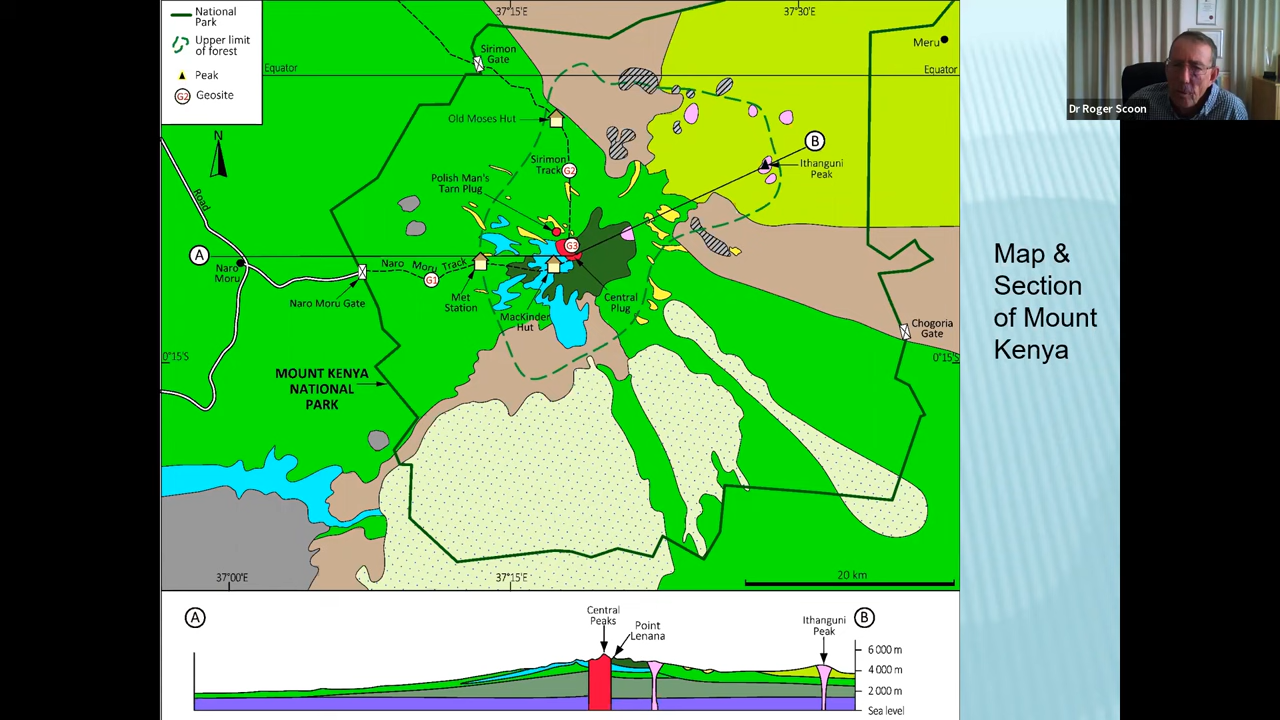 National
Park
Upper limit
of forest
Peak
G2 Geosite
N
37°15'E
37°30'E
Meru
Equator
Equator
Sirimon
Gate
Old Moses Hut
Sirimon
Track
G2
Polish Man's
Tarn Plug
B
Ithanguni
Peak
Road
A
Naro
Moru
Naro Moru Track
G3
G1
Naro Moru Gate
Met
Station
MacKinder
Hut
Central
Plug
Chogoria
Gate
0°15'S
0°15'S
MOUNT KENYA
NATIONAL
PARK
37°00'E
37°15'E
20 km
A
Central
Peaks
Point
Lenana
Ithanguni
Peak
B
6 000 m
4 000 m
2 000 m
Sea level
Map &
Section
of Mount
Kenya
Dr Roger Scoon